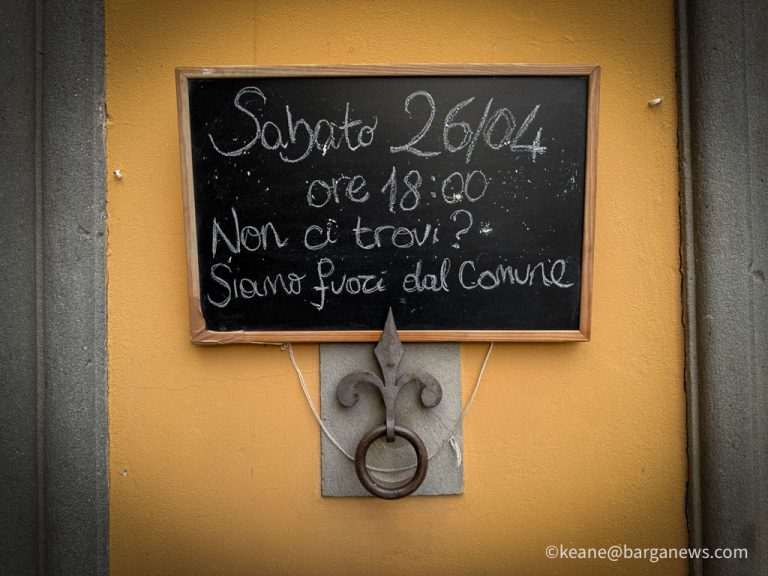 Sabato 26/04
ore 18:00
Non ci trovi?
Siamo fuori dal Comune
©keane@barganews.com